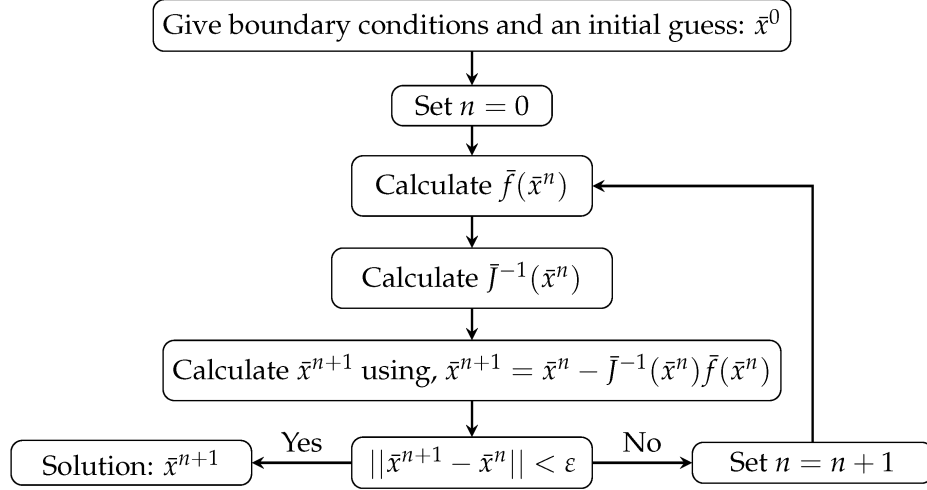 Give boundary conditions and an initial guess: x̄⁰
Set n = 0
Calculate f̄(x̄ⁿ)
Calculate J̄⁻¹(x̄ⁿ)
Calculate x̄ⁿ⁺¹ using, x̄ⁿ⁺¹ = x̄ⁿ − J̄⁻¹(x̄ⁿ)f̄(x̄ⁿ)
Yes
No
Solution: x̄ⁿ⁺¹
||x̄ⁿ⁺¹ − x̄ⁿ|| < ε
Set n = n + 1